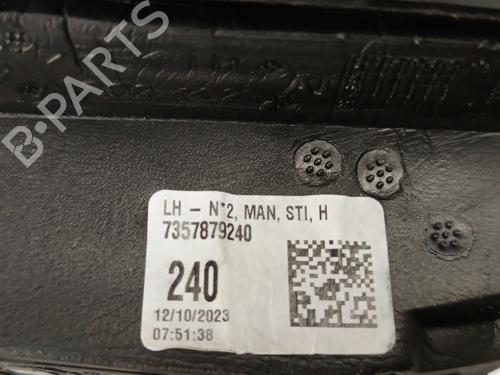 B-PARTS
LH - N°2, MAN, STI, H
7357879240
240
12/10/2023
07:51:38